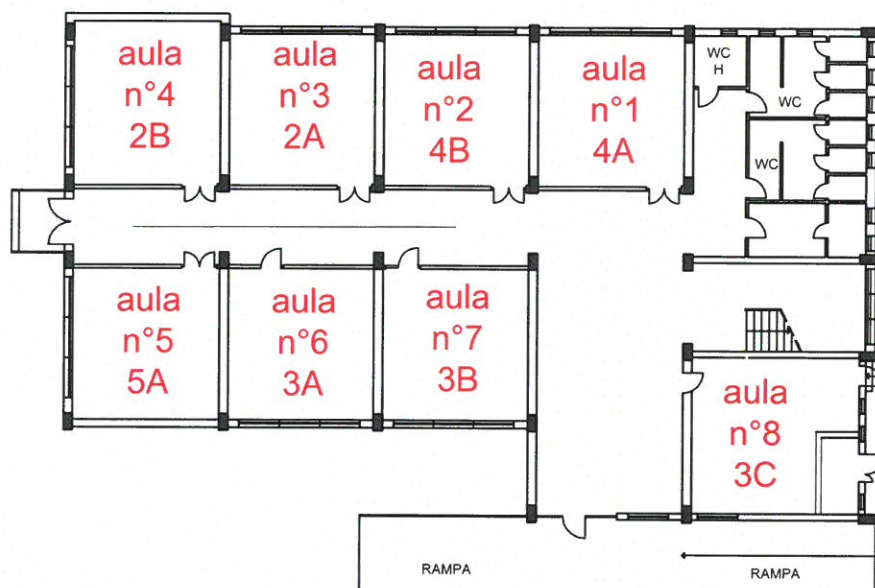 aula
n°4
2B
aula
n°3
2A
aula
n°2
4B
aula
n°1
4A
WC
H
WC
WC
aula
n°5
5A
aula
n°6
3A
aula
n°7
3B
aula
n°8
3C
RAMPA
RAMPA